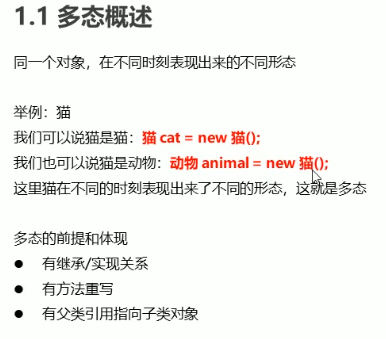 1.1 多态概述
同一个对象，在不同时刻表现出来的不同形态
举例：猫
我们可以说猫是猫：猫 cat = new 猫();
我们也可以说猫是动物：动物 animal = new 猫();
这里猫在不同的时刻表现出来了不同的形态，这就是多态
多态的前提和体现
● 有继承/实现关系
● 有方法重写
● 有父类引用指向子类对象